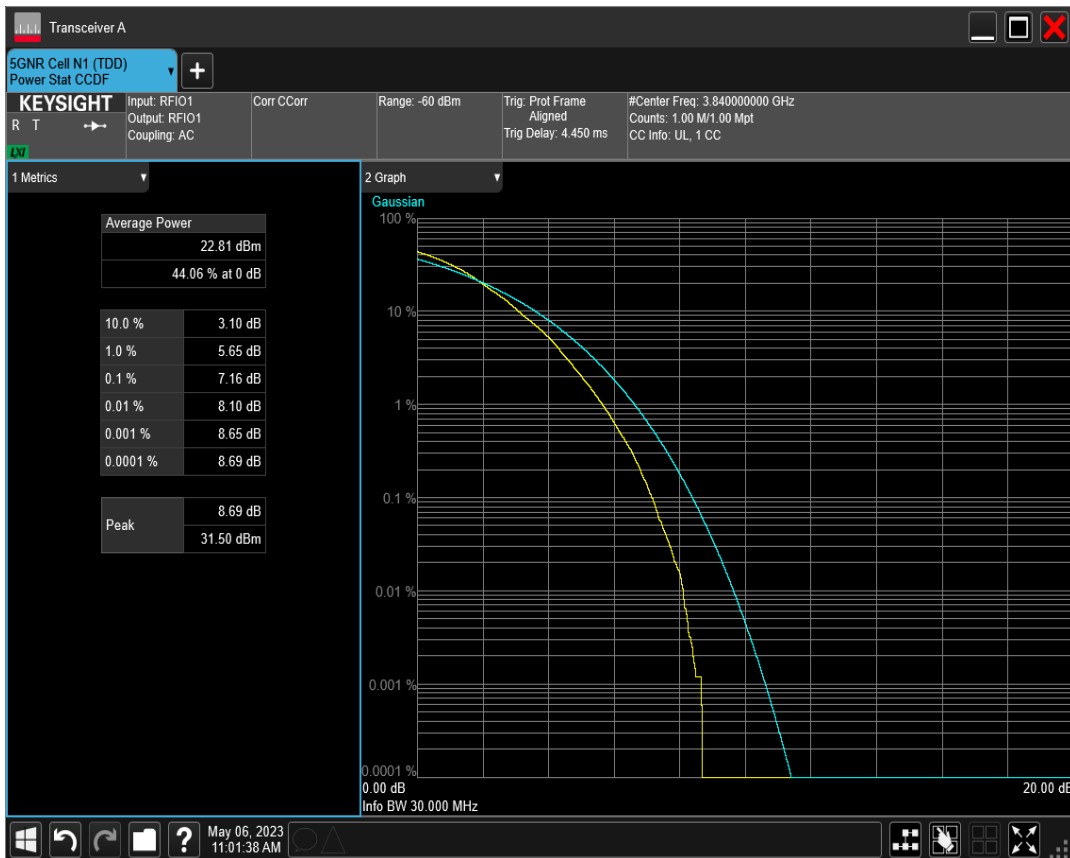 Transceiver A
5GNR Cell N1 (TDD)
Power Stat CCDF
KEYSIGHT
R T
LXI
Input: RFIO1
Output: RFIO1
Coupling: AC
Corr CCorr
Range: -60 dBm
Trig: Prot Frame
Aligned
Trig Delay: 4.450 ms
#Center Freq: 3.840000000 GHz
Counts: 1.00 M/1.00 Mpt
CC Info: UL, 1 CC
1 Metrics
Average Power
22.81 dBm
44.06 % at 0 dB
10.0 % 3.10 dB
1.0 % 5.65 dB
0.1 % 7.16 dB
0.01 % 8.10 dB
0.001 % 8.65 dB
0.0001 % 8.69 dB
Peak
8.69 dB
31.50 dBm
2 Graph
Gaussian
100 %
10 %
1 %
0.1 %
0.01 %
0.001 %
0.0001 %
0.00 dB 20.00 dB
Info BW 30.000 MHz
May 06, 2023
11:01:38 AM